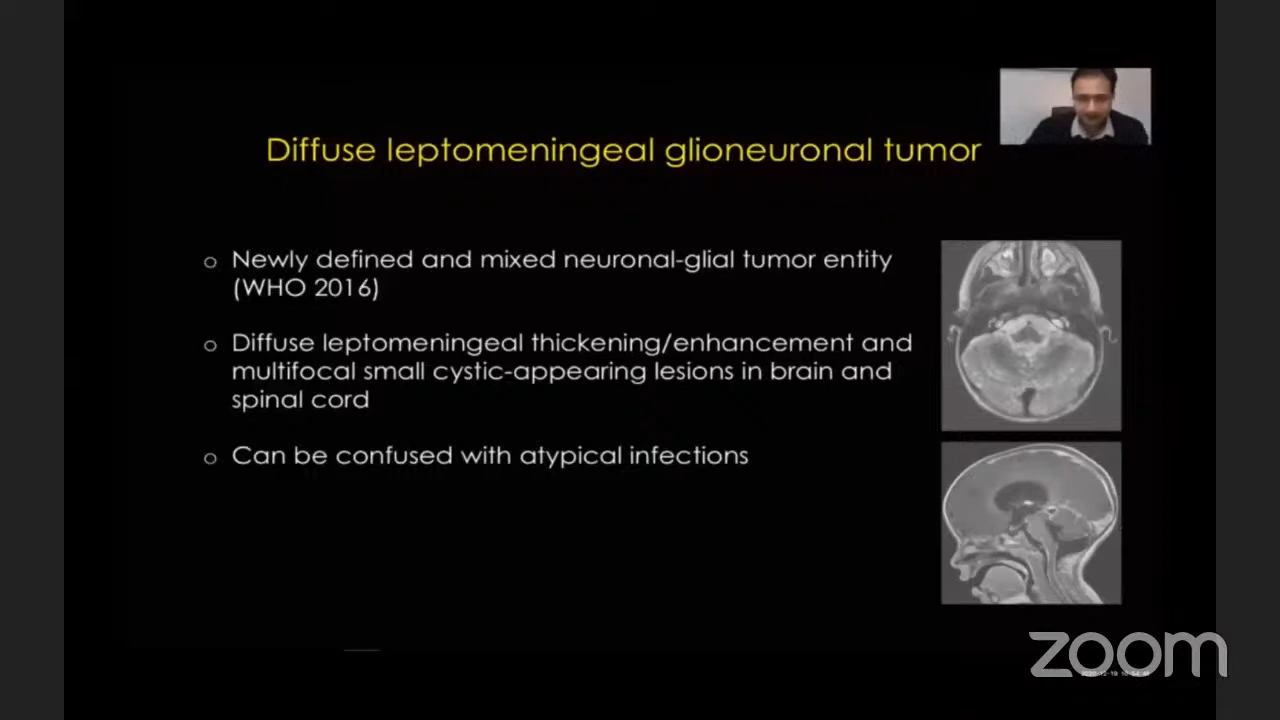 Diffuse leptomeningeal glioneuronal tumor
o Newly defined and mixed neuronal-glial tumor entity
(WHO 2016)
o Diffuse leptomeningeal thickening/enhancement and
multifocal small cystic-appearing lesions in brain and
spinal cord
o Can be confused with atypical infections
zoom